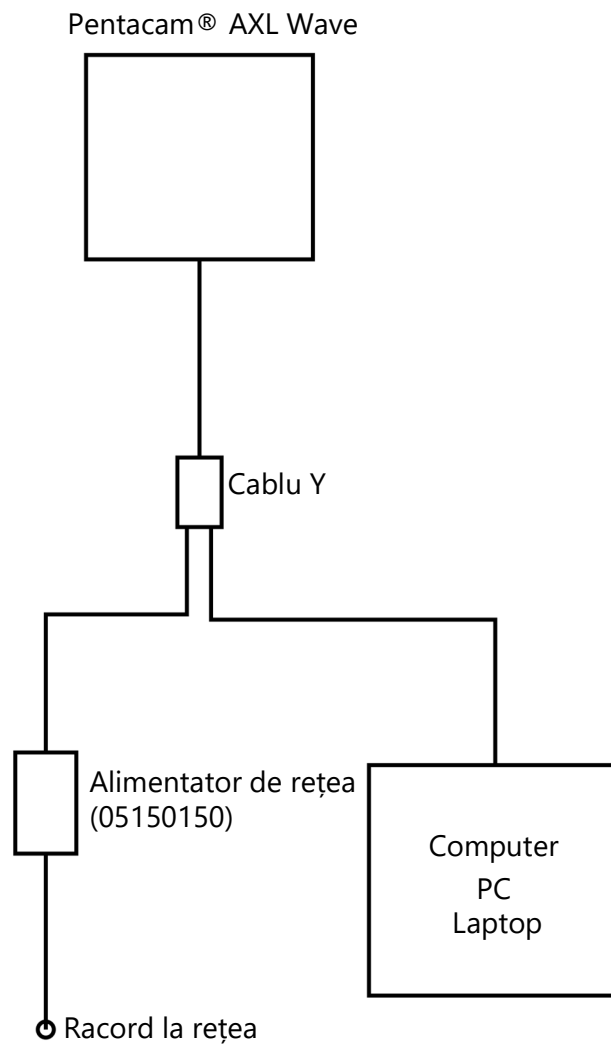 Pentacam® AXL Wave
Cablu Y
Alimentator de rețea
(05150150)
Computer
PC
Laptop
Racord la rețea